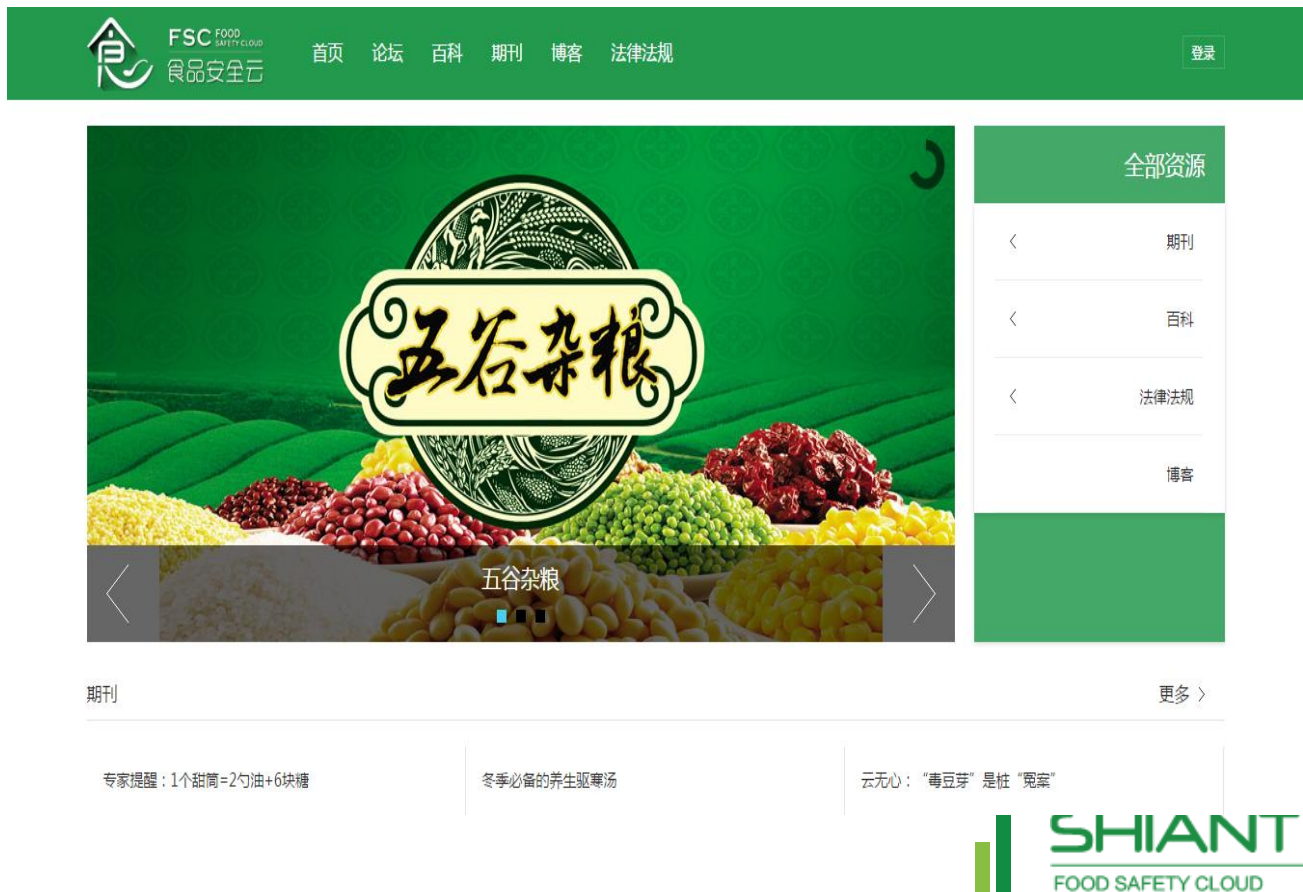 食
FSC FOOD SAFETY CLOUD
食品安全云
首页 论坛 百科 期刊 博客 法律法规
登录
五谷杂粮
五谷杂粮
全部资源
期刊
百科
法律法规
博客
期刊
更多
专家提醒：1个甜筒=2勺油+6块糖
冬季必备的养生驱寒汤
云无心：“毒豆芽”是桩“冤案”
SHIANT
FOOD SAFETY CLOUD